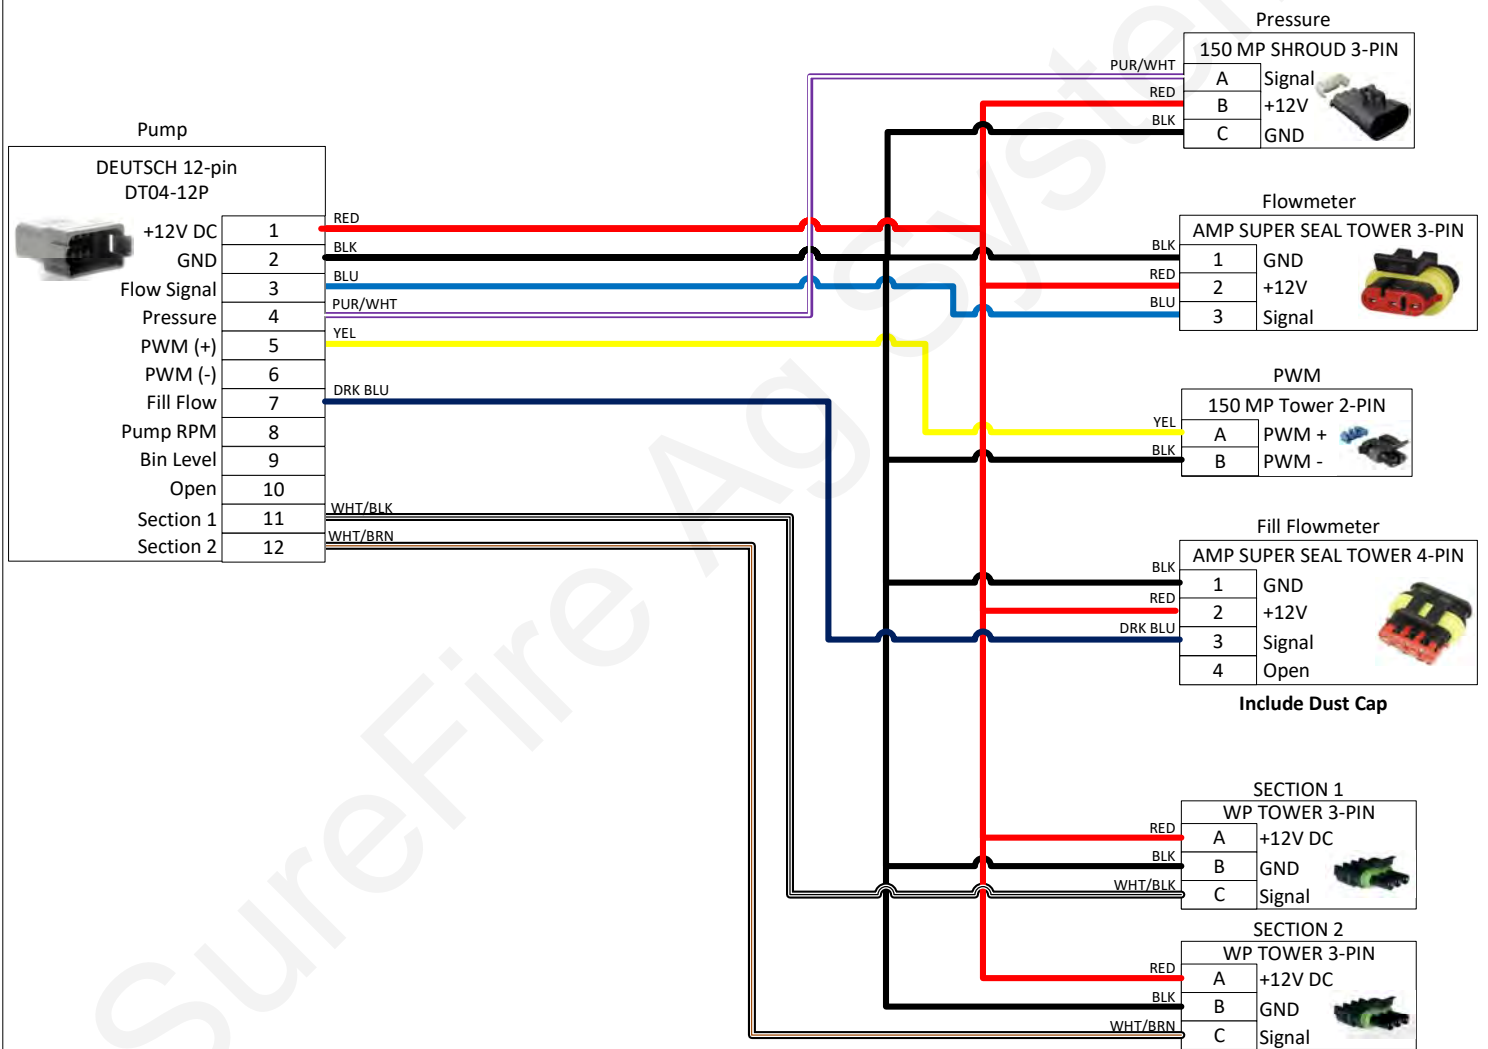 Pump
DEUTSCH 12-pin
DT04-12P
+12V DC 1 RED
GND 2 BLK
Flow Signal 3 BLU
Pressure 4 PUR/WHT
PWM (+) 5 YEL
PWM (-) 6
Fill Flow 7 DRK BLU
Pump RPM 8
Bin Level 9
Open 10
Section 1 11 WHT/BLK
Section 2 12 WHT/BRN
Pressure
150 MP SHROUD 3-PIN
PUR/WHT A Signal
RED B +12V
BLK C GND
Flowmeter
AMP SUPER SEAL TOWER 3-PIN
BLK 1 GND
RED 2 +12V
BLU 3 Signal
PWM
150 MP Tower 2-PIN
YEL A PWM +
BLK B PWM -
Fill Flowmeter
AMP SUPER SEAL TOWER 4-PIN
BLK 1 GND
RED 2 +12V
DRK BLU 3 Signal
4 Open
Include Dust Cap
SECTION 1
WP TOWER 3-PIN
RED A +12V DC
BLK B GND
WHT/BLK C Signal
SECTION 2
WP TOWER 3-PIN
RED A +12V DC
BLK B GND
WHT/BRN C Signal
SureFire Ag System